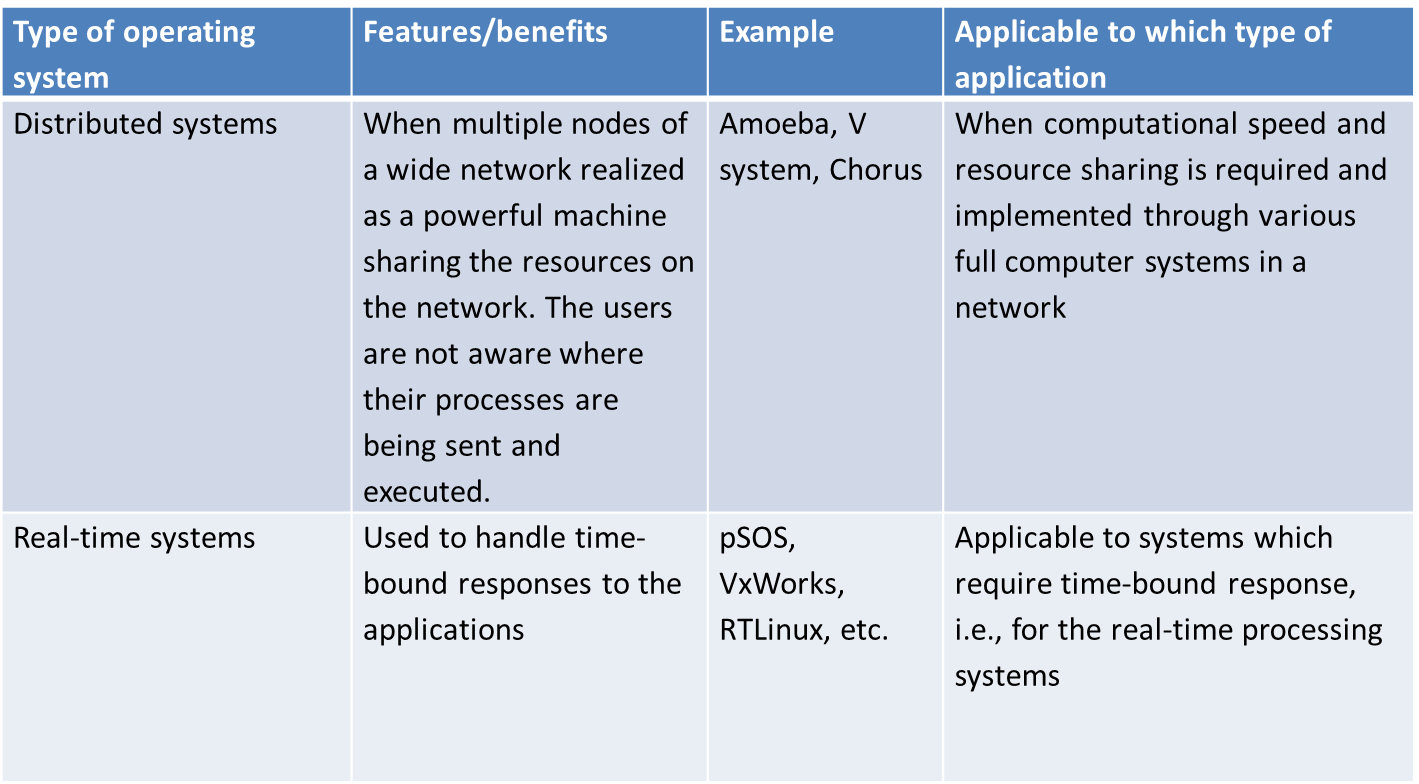 Type of operating
system
Features/benefits
Example
Applicable to which type of
application
Distributed systems
When multiple nodes of
a wide network realized
as a powerful machine
sharing the resources on
the network. The users
are not aware where
their processes are
being sent and
executed.
Amoeba, V
system, Chorus
When computational speed and
resource sharing is required and
implemented through various
full computer systems in a
network
Real-time systems
Used to handle time-
bound responses to the
applications
pSOS,
VxWorks,
RTLinux, etc.
Applicable to systems which
require time-bound response,
i.e., for the real-time processing
systems